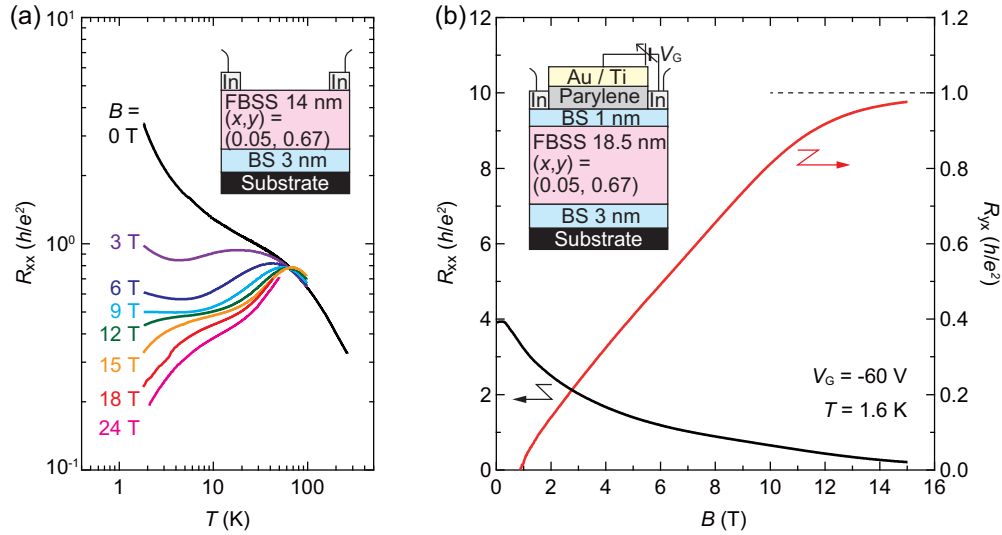 (a)
10¹
10⁰
10⁻¹
Rxx (h/e²)
1
10
100
T (K)
B =
0 T
3 T
6 T
9 T
12 T
15 T
18 T
24 T
In
In
FBSS 14 nm
(x,y) =
(0.05, 0.67)
BS 3 nm
Substrate
(b)
10
8
6
4
2
0
Rxx (h/e²)
0
2
4
6
8
10
12
14
16
B (T)
1.2
1.0
0.8
0.6
0.4
0.2
0.0
Ryx (h/e²)
VG
Au / Ti
In
Parylene
In
BS 1 nm
FBSS 18.5 nm
(x,y) =
(0.05, 0.67)
BS 3 nm
Substrate
VG = -60 V
T = 1.6 K